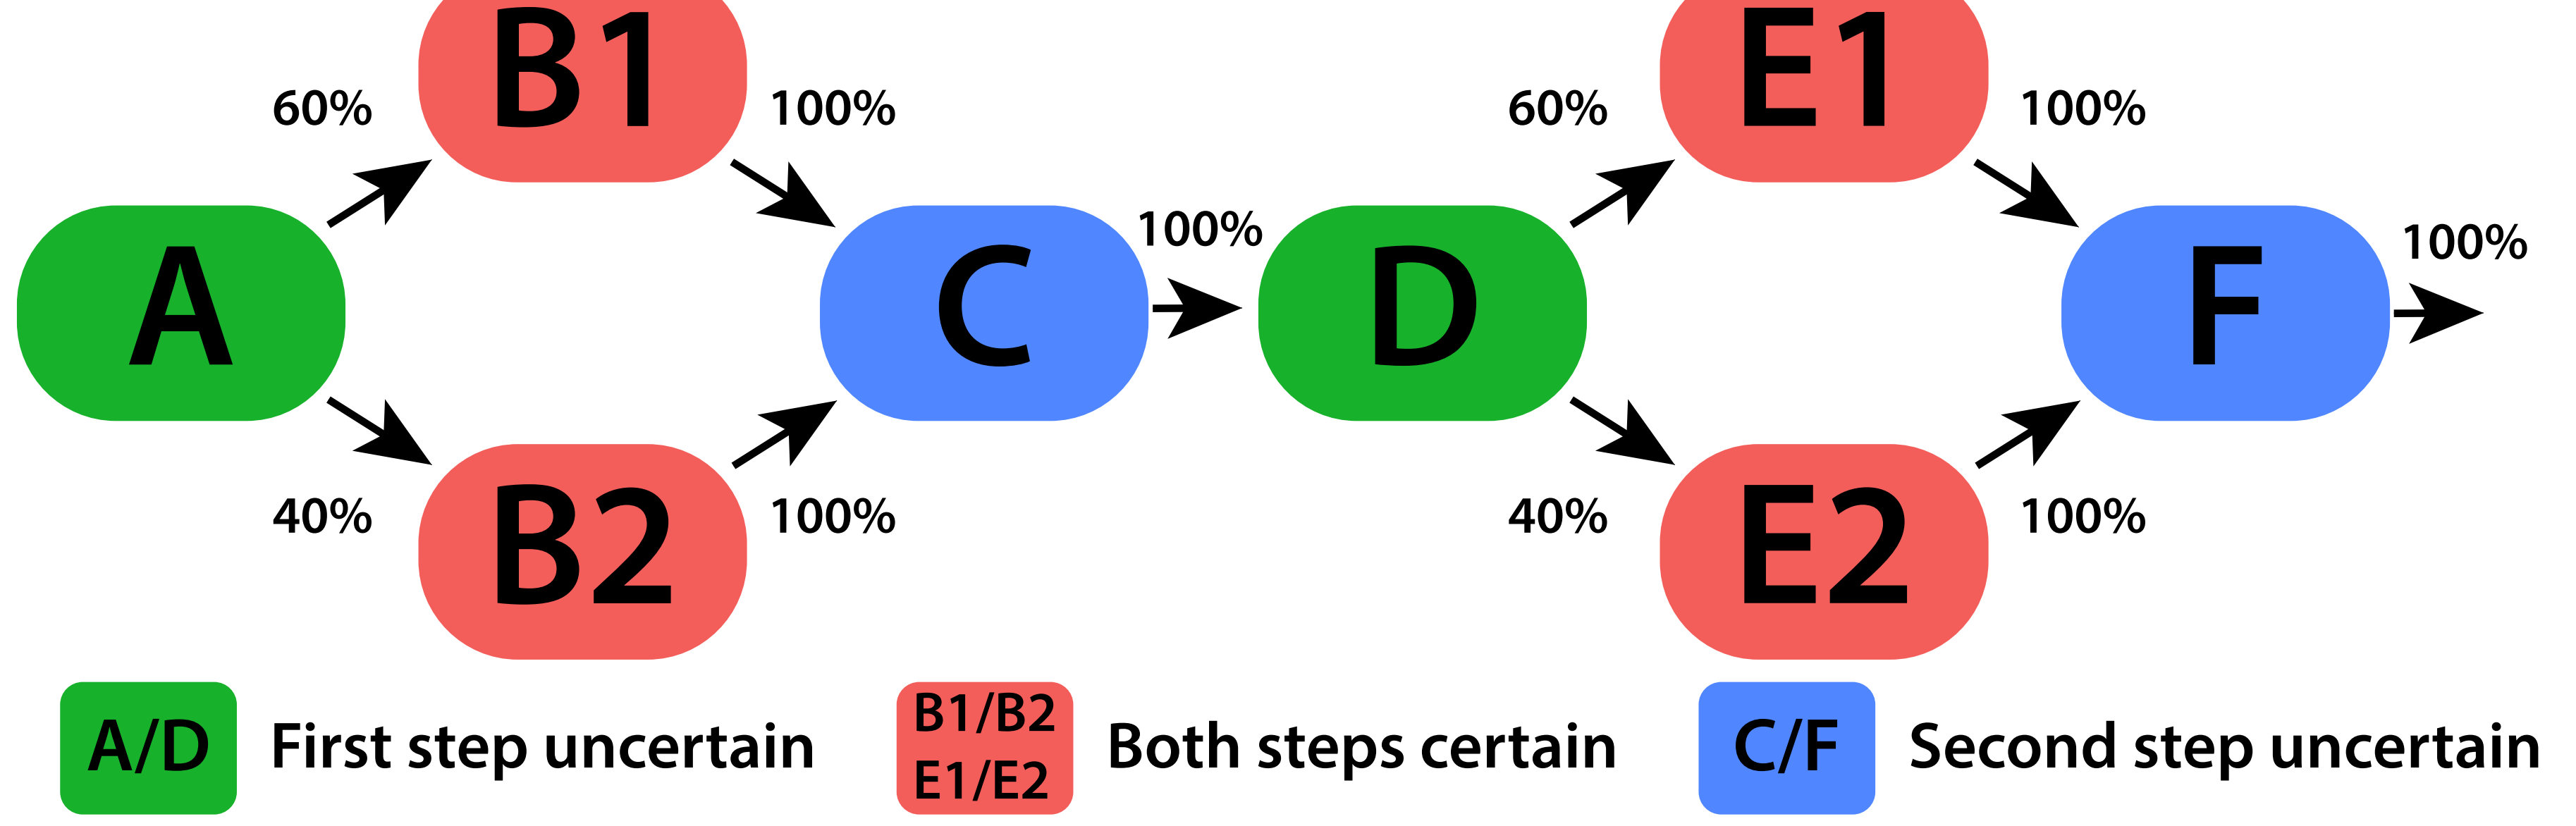 B1
E1
60%
100%
60%
100%
A
C
100%
D
F
100%
40%
B2
100%
40%
E2
100%
A/D
First step uncertain
B1/B2
E1/E2
Both steps certain
C/F
Second step uncertain